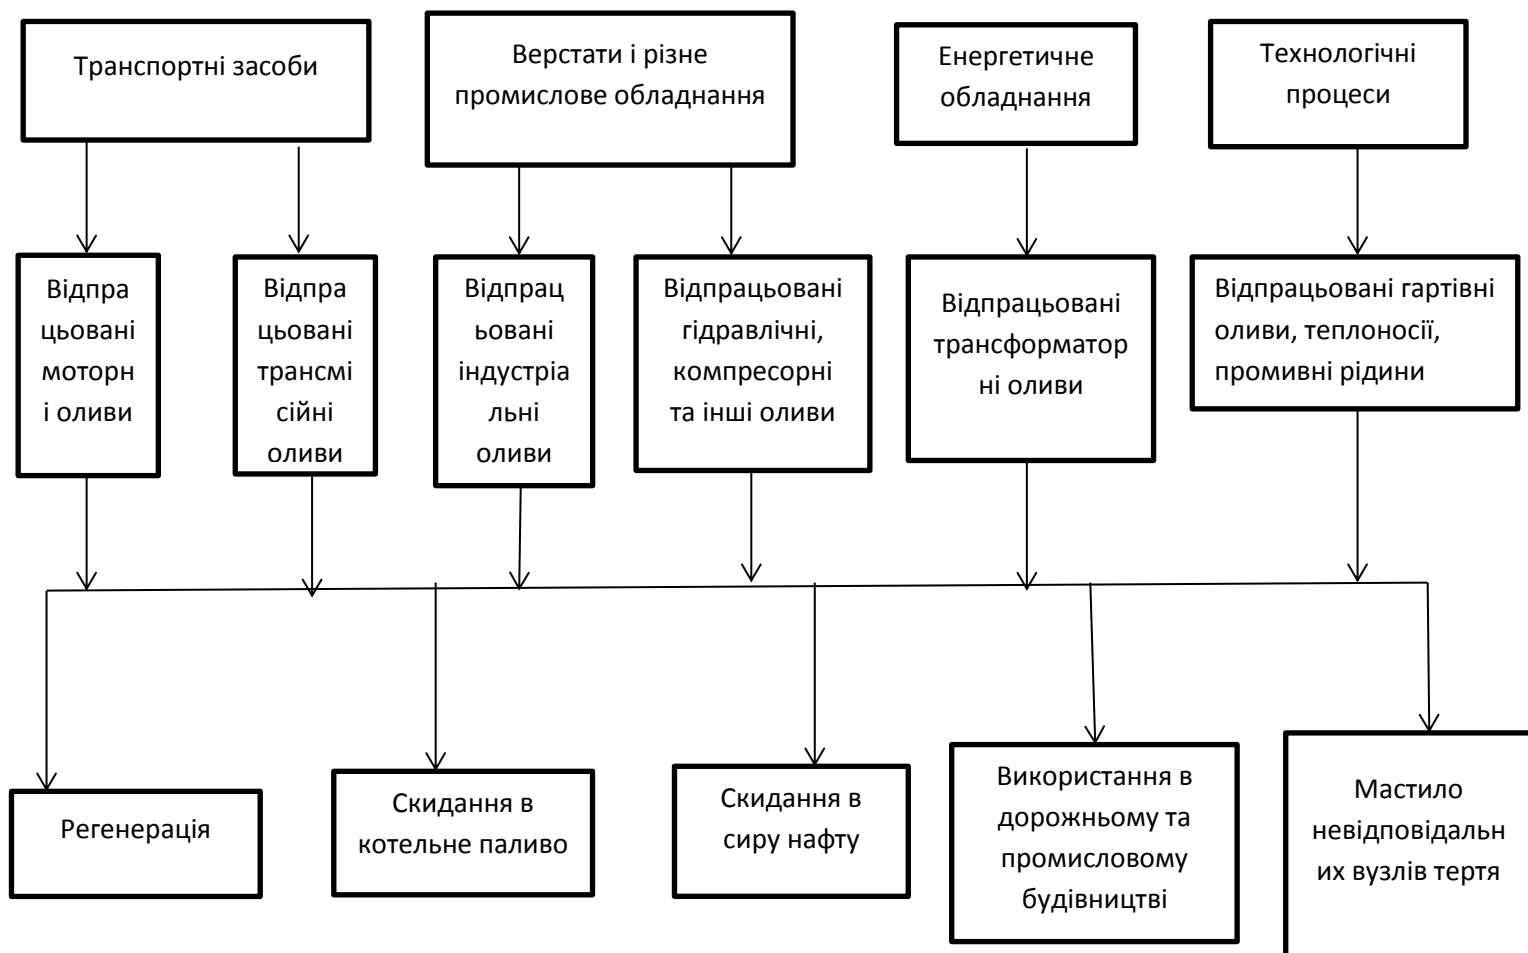 Транспортні засоби
Верстати і різне
промислове обладнання
Енергетичне
обладнання
Технологічні
процеси
Відпра
цьовані
моторн
і оливи
Відпра
цьовані
трансмі
сійні
оливи
Відпрац
ьовані
індустріа
льні
оливи
Відпрацьовані
гідравлічні,
компресорні
та інші оливи
Відпрацьовані
трансформатор
ні оливи
Відпрацьовані гартівні
оливи, теплоносії,
промивні рідини
Регенерація
Скидання в
котельне паливо
Скидання в
сиру нафту
Використання в
дорожньому та
промисловому
будівництві
Мастило
невідповідальн
их вузлів тертя